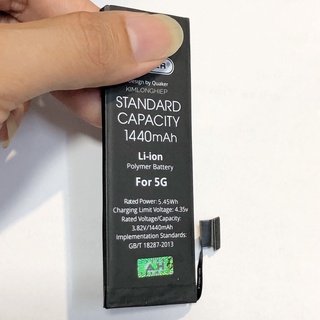 Design by Quaker
KIMLONGHIEP
STANDARD
CAPACITY
1440mAh
Li-ion
Polymer Battery
For 5G
Rated Power: 5.45Wh
Charging Limit Voltage: 4.35v
Rated Voltage/Capacity:
3.82V/1440mAh
Implementation Standards:
GB/T 18287-2013